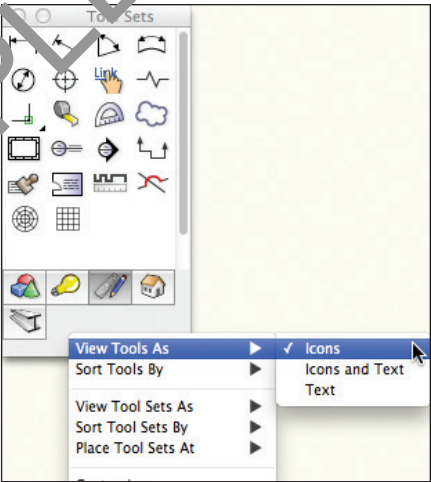 Tool Sets
Link
View Tools As
✓ Icons
Sort Tools By
Icons and Text
Text
View Tool Sets As
Sort Tool Sets By
Place Tool Sets At